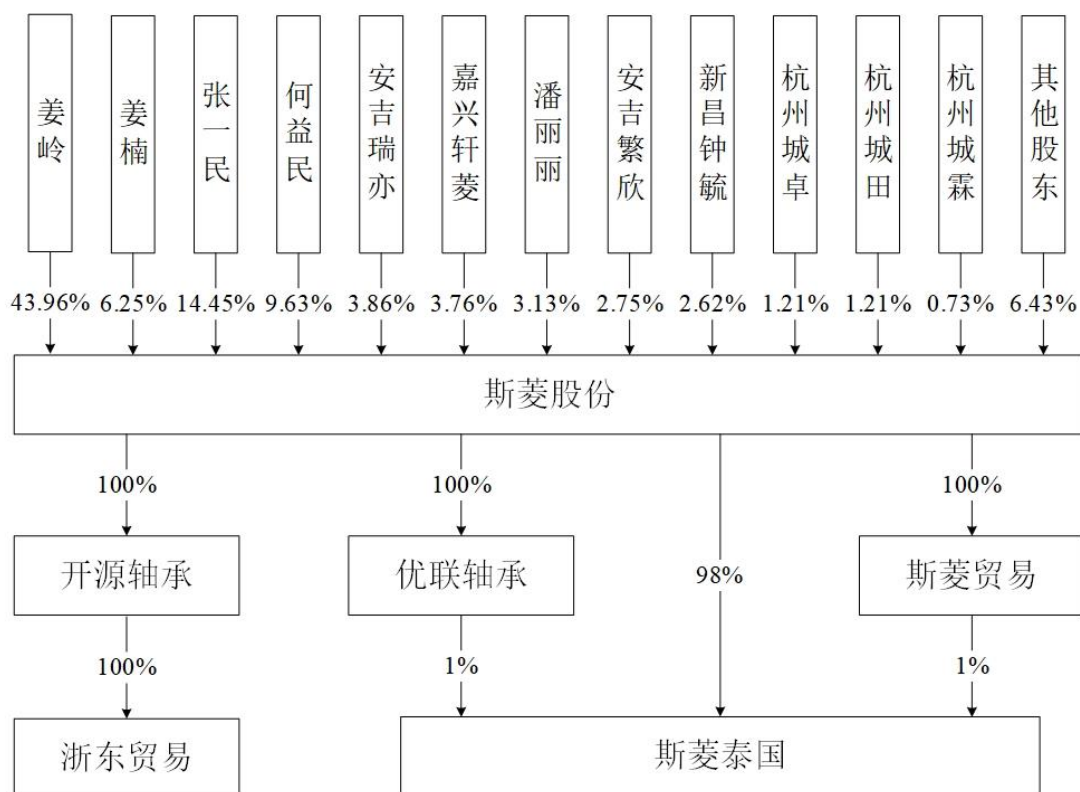 姜岭
姜楠
张一民
何益民
安吉瑞亦
嘉兴轩菱
潘丽丽
安吉繁欣
新昌钟毓
杭州城卓
杭州城田
杭州城霖
其他股东
43.96%
6.25%
14.45%
9.63%
3.86%
3.76%
3.13%
2.75%
2.62%
1.21%
1.21%
0.73%
6.43%
斯菱股份
100%
100%
100%
开源轴承
优联轴承
98%
斯菱贸易
100%
1%
1%
浙东贸易
斯菱泰国